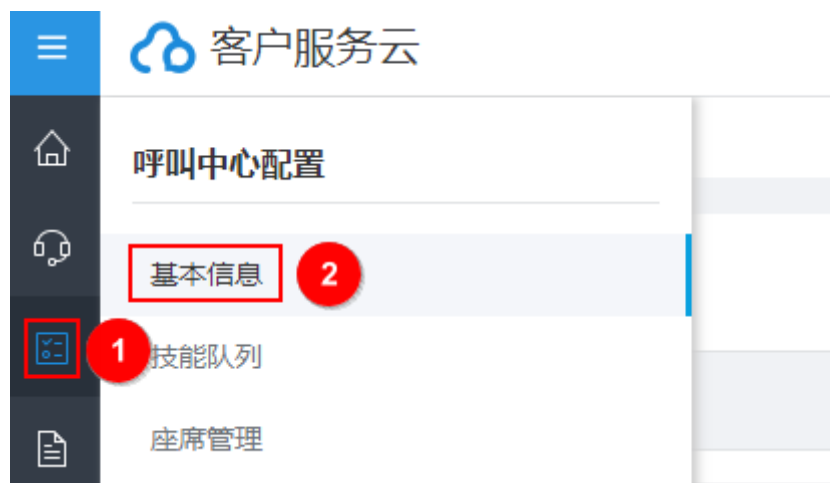 客户服务云
呼叫中心配置
基本信息 2
1 技能队列
座席管理